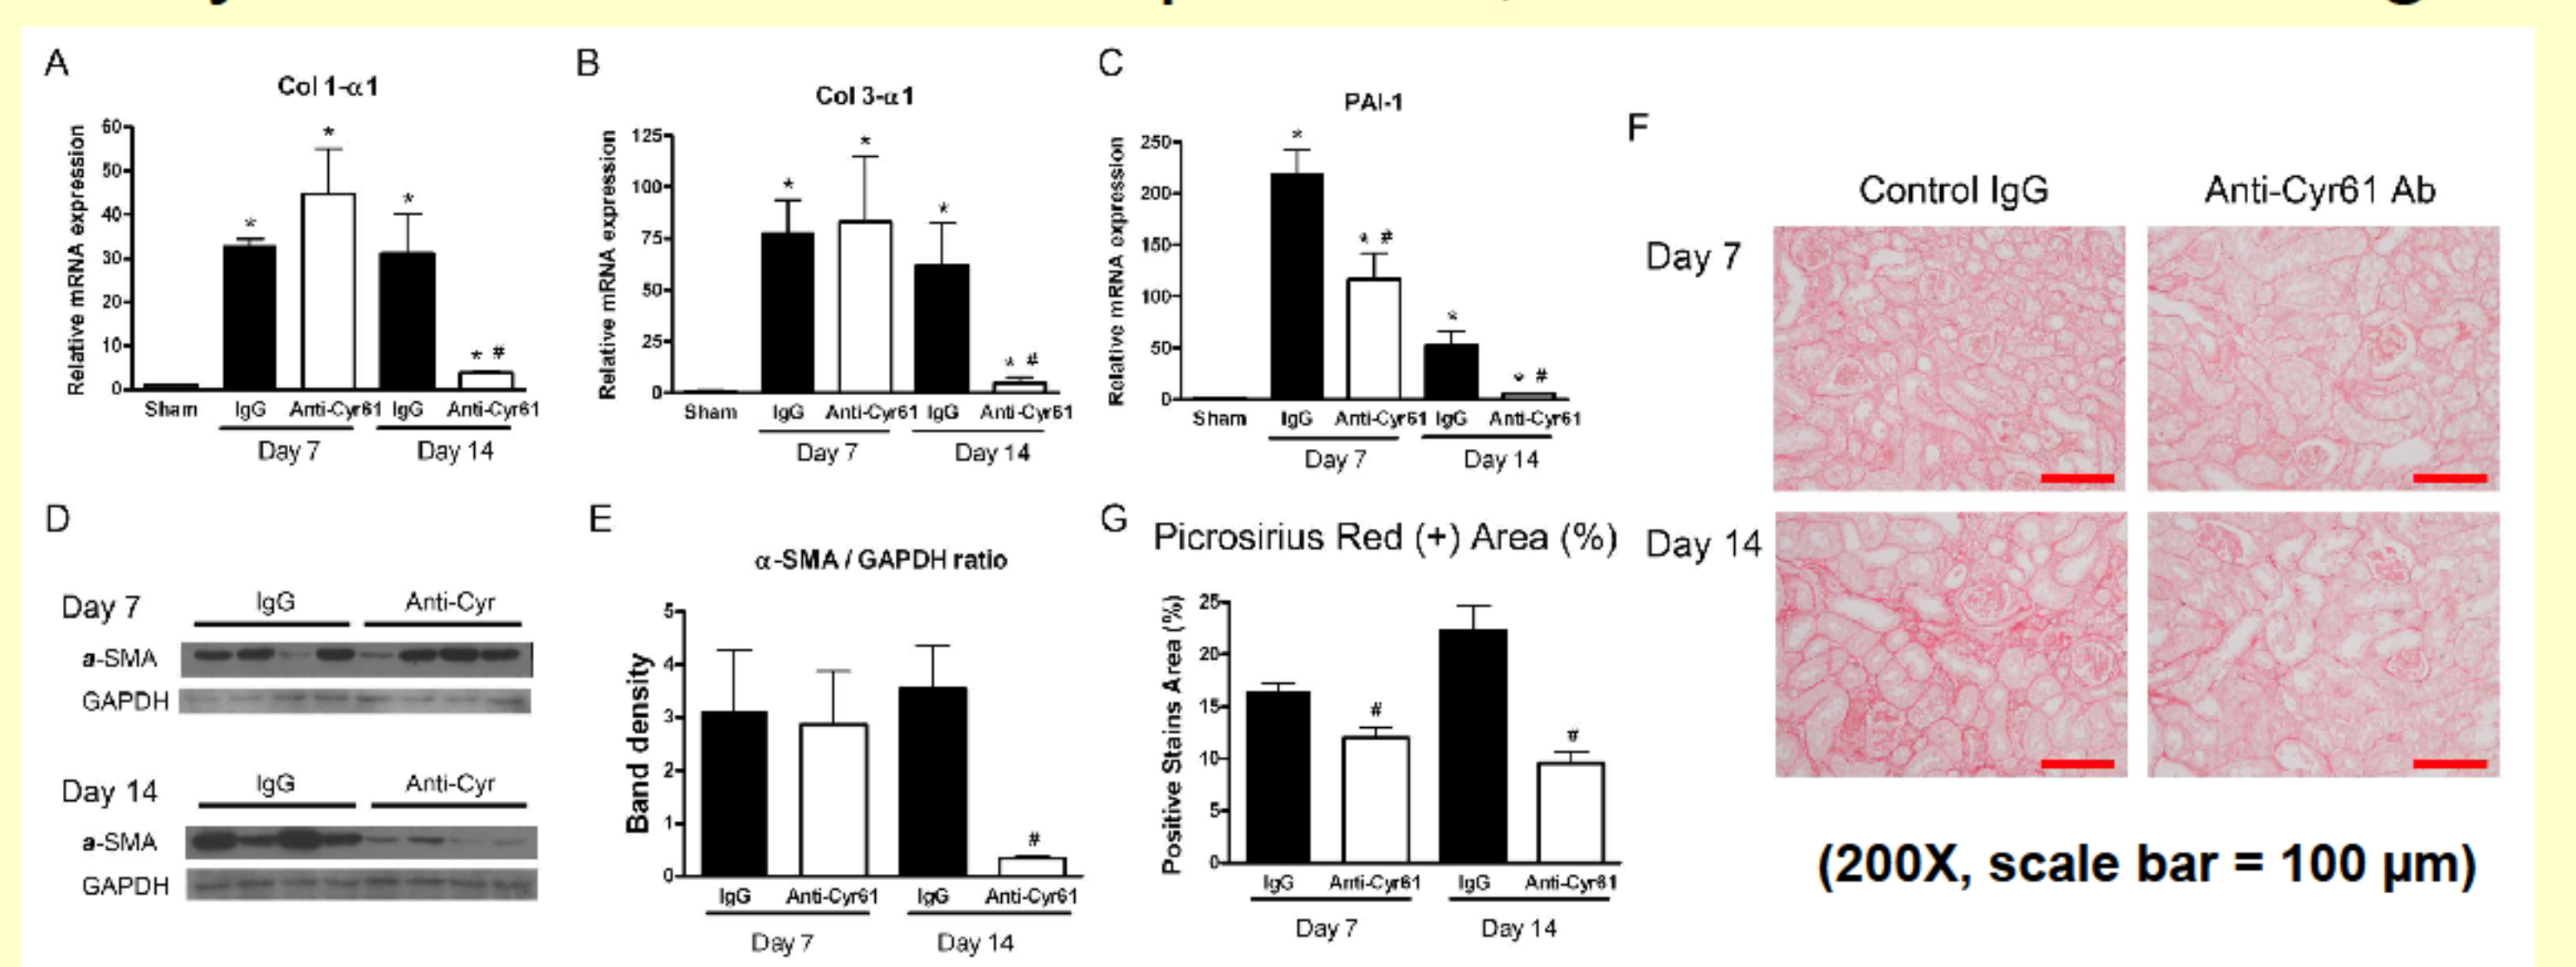 A
Col 1-α1
Relative mRNA expression
60
50
40
30
20
10
0
*
*
*
* #
Sham IgG Anti-Cyr61 IgG Anti-Cyr61
Day 7 Day 14
B
Col 3-α1
Relative mRNA expression
125
100
75
50
25
0
*
*
*
* #
Sham IgG Anti-Cyr61 IgG Anti-Cyr61
Day 7 Day 14
C
PAI-1
Relative mRNA expression
250
200
150
100
50
0
*
* #
*
* #
Sham IgG Anti-Cyr61 IgG Anti-Cyr61
Day 7 Day 14
D
Day 7 IgG Anti-Cyr
a-SMA
GAPDH
Day 14 IgG Anti-Cyr
a-SMA
GAPDH
E
α-SMA / GAPDH ratio
Band density
5
4
3
2
1
0
#
IgG Anti-Cyr61 IgG Anti-Cyr61
Day 7 Day 14
G Picrosirius Red (+) Area (%)
Positive Stains Area (%)
25
20
15
10
5
0
#
#
IgG Anti-Cyr61 IgG Anti-Cyr61
Day 7 Day 14
F
Control IgG Anti-Cyr61 Ab
Day 7
Day 14
(200X, scale bar = 100 µm)